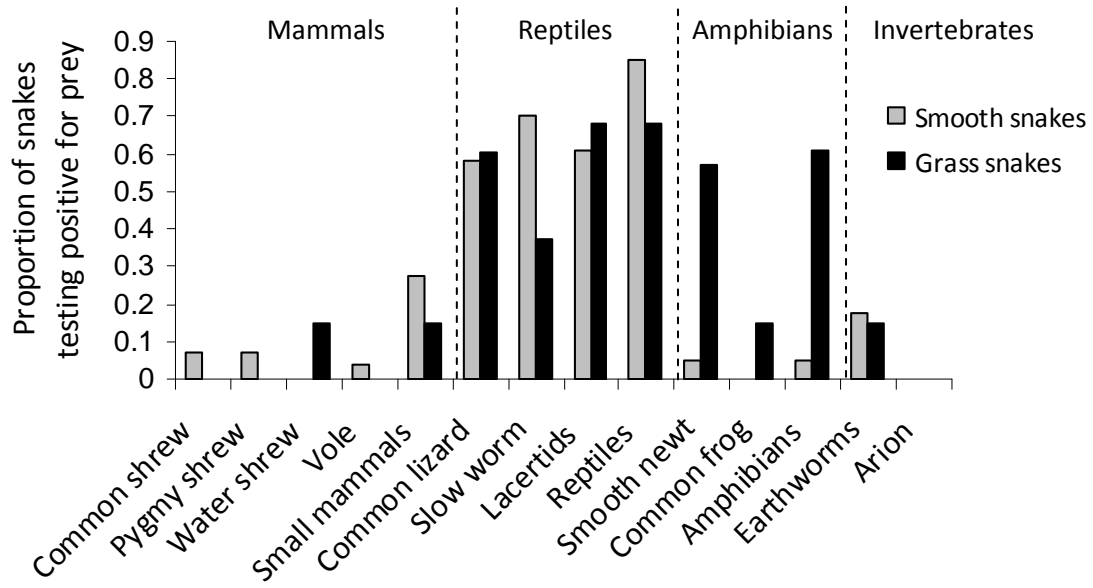 Mammals
Reptiles
Amphibians
Invertebrates
Proportion of snakes
testing positive for prey
0.9
0.8
0.7
0.6
0.5
0.4
0.3
0.2
0.1
0
Smooth snakes
Grass snakes
Common shrew
Pygmy shrew
Water shrew
Vole
Small mammals
Common lizard
Slow worm
Lacertids
Reptiles
Smooth newt
Common frog
Amphibians
Earthworms
Arion